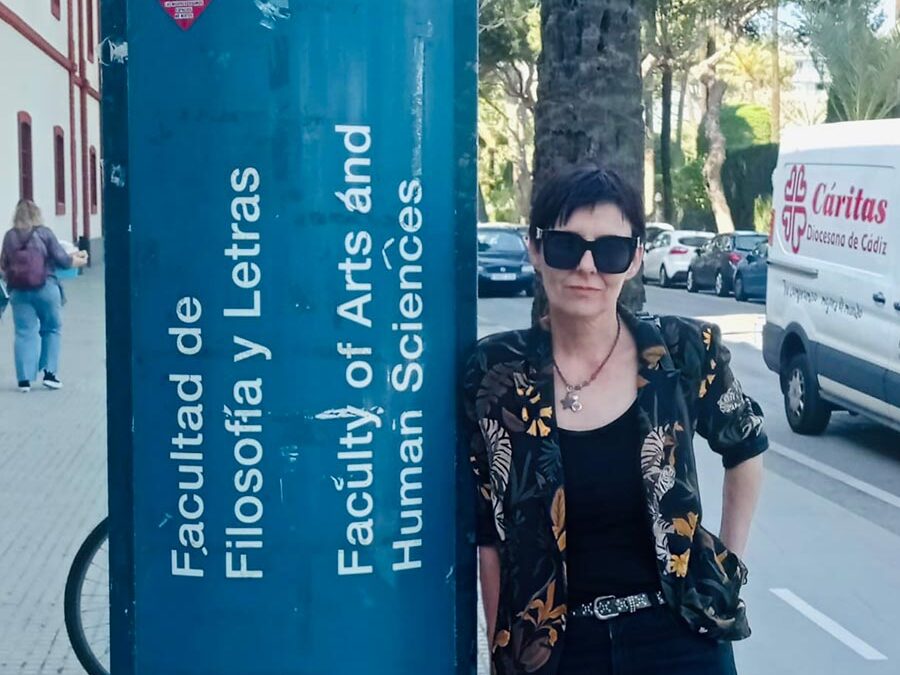 Facultad de
Filosofía y Letras
Faculty of Arts and
Human Sciences
Cáritas
Diocesana de Cádiz